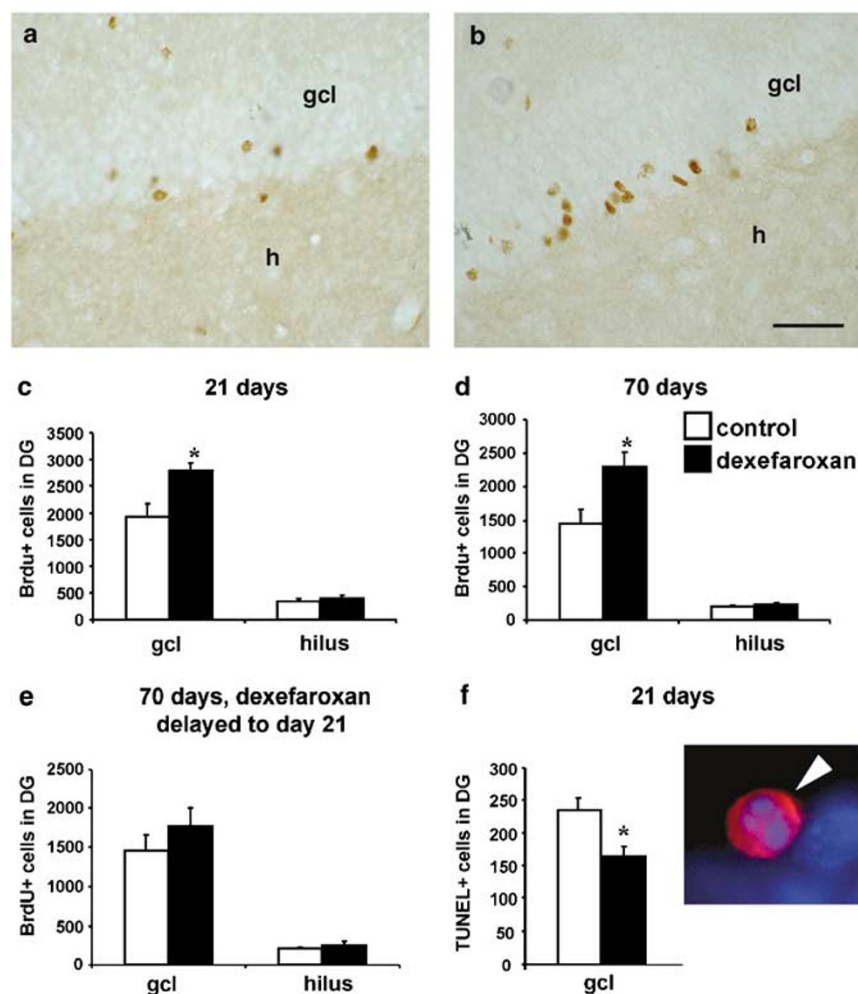 a
gcl
h
b
gcl
h
c
21 days
Brdu+ cells in DG
3500
3000
2500
2000
1500
1000
500
0
*
gcl
hilus
d
70 days
Brdu+ cells in DG
3000
2500
2000
1500
1000
500
0
*
control
dexefaroxan
gcl
hilus
e
70 days, dexefaroxan
delayed to day 21
BrdU+ cells in DG
2500
2000
1500
1000
500
0
gcl
hilus
f
21 days
TUNEL+ cells in DG
300
250
200
150
100
50
0
*
gcl